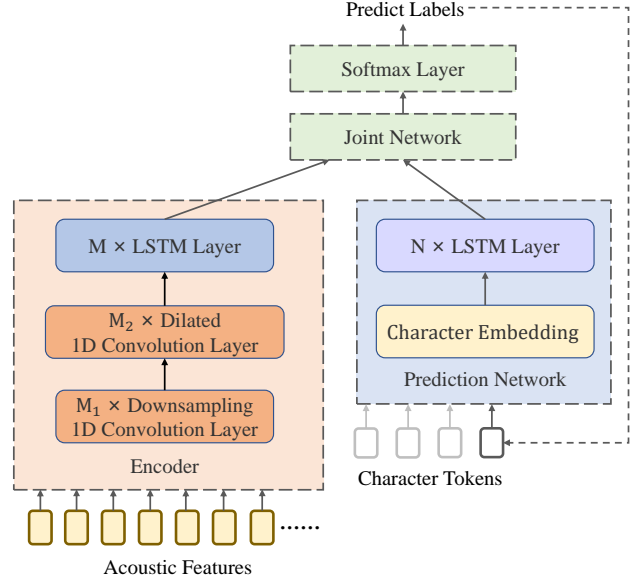 Predict Labels
Softmax Layer
Joint Network
M × LSTM Layer
M₂ × Dilated
1D Convolution Layer
M₁ × Downsampling
1D Convolution Layer
Encoder
......
Acoustic Features
N × LSTM Layer
Character Embedding
Prediction Network
Character Tokens